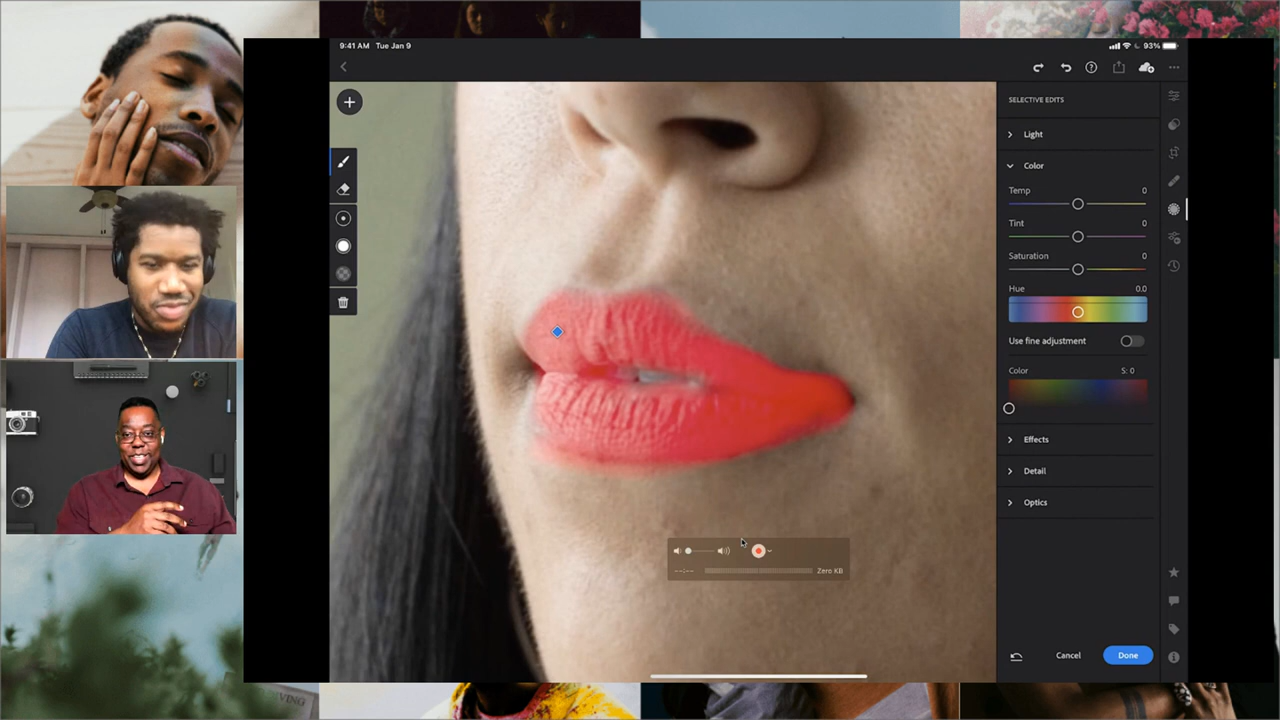 9:41 AM Tue Jan 9
93%
SELECTIVE EDITS
Light
Color
Temp 0
Tint 0
Saturation 0
Hue 0.0
Use fine adjustment
Color S: 0
Effects
Detail
Optics
--:-- Zero KB
Cancel Done
VING